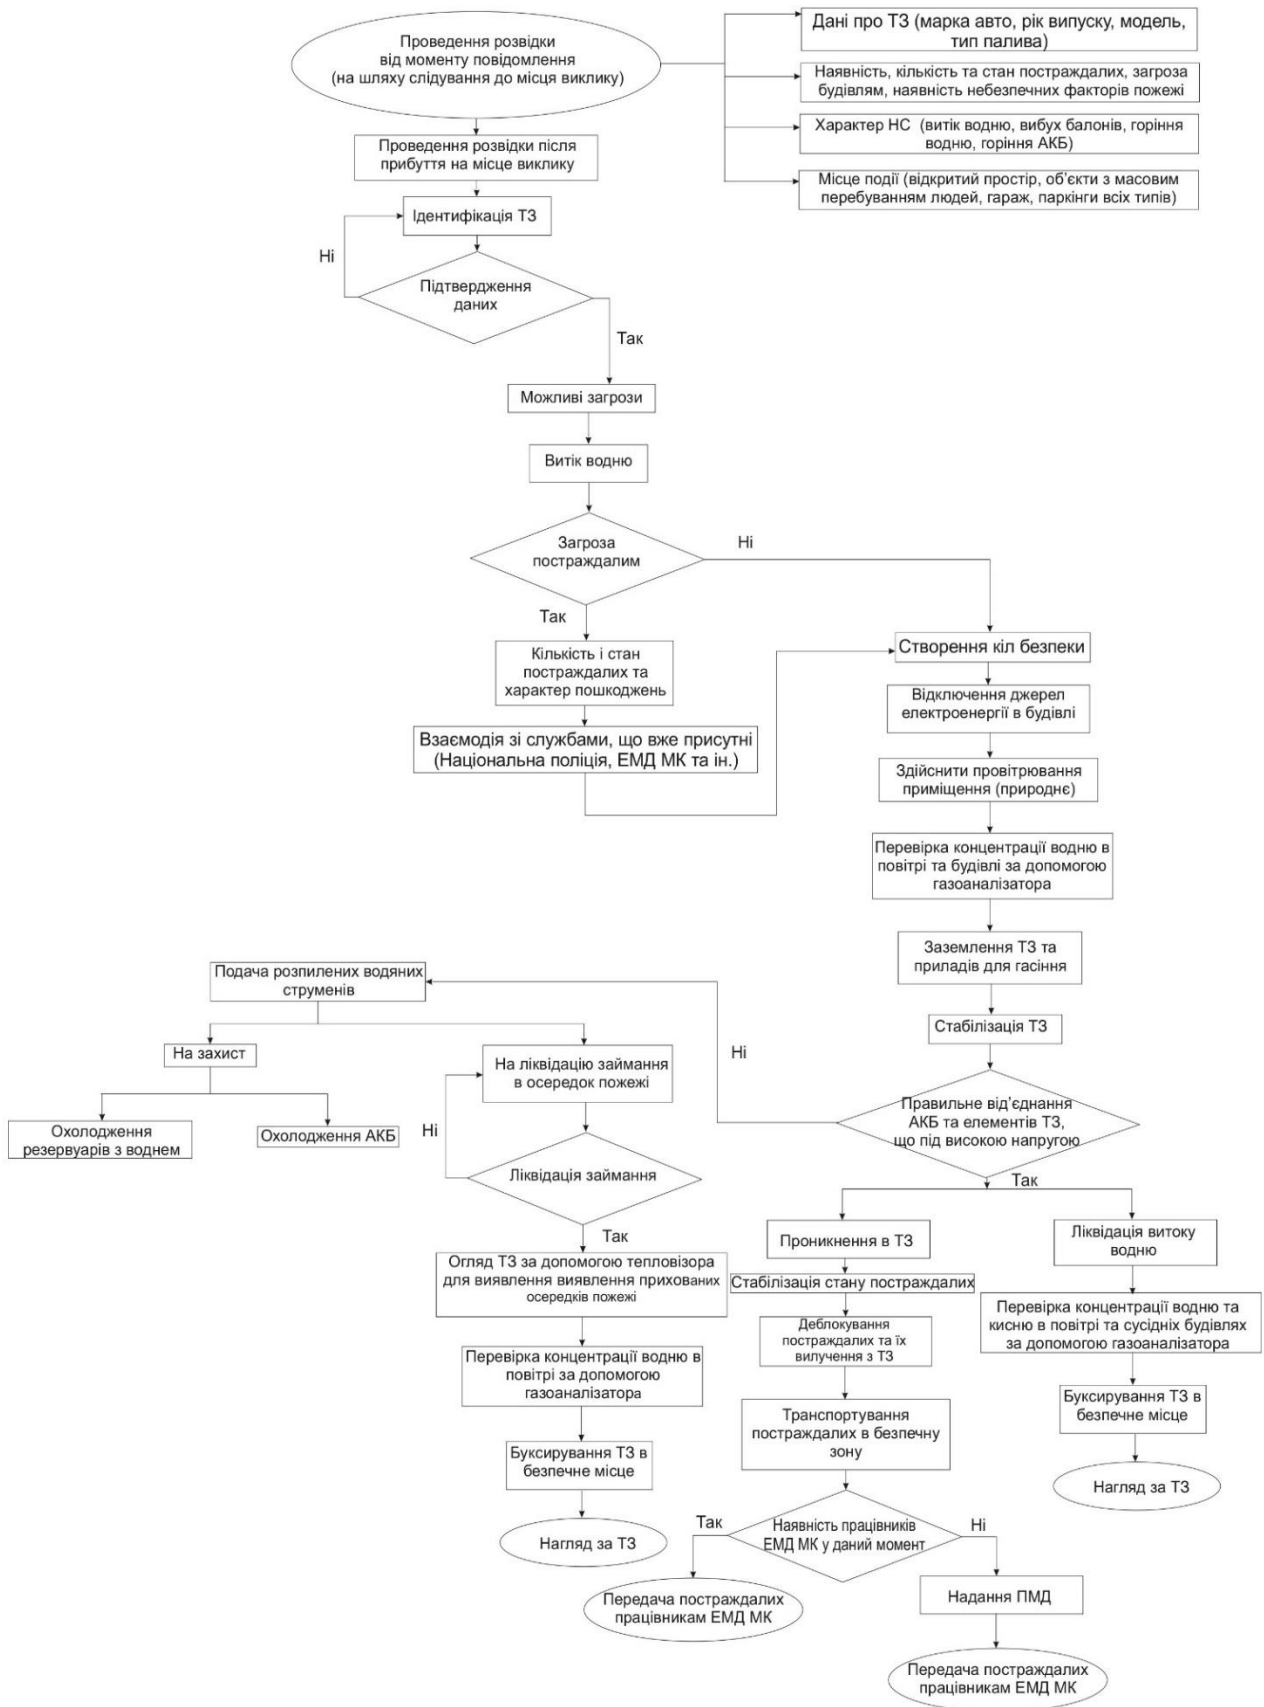 Проведення розвідки
від моменту повідомлення
(на шляху слідування до місця виклику)
Дані про ТЗ (марка авто, рік випуску, модель,
тип палива)
Наявність, кількість та стан постраждалих, загроза
будівлям, наявність небезпечних факторів пожежі
Характер НС (витік водню, вибух балонів, горіння
водню, горіння АКБ)
Місце події (відкритий простір, об'єкти з масовим
перебуванням людей, гараж, паркінги всіх типів)
Проведення розвідки після
прибуття на місце виклику
Ідентифікація ТЗ
Ні
Підтвердження
даних
Так
Можливі загрози
Витік водню
Загроза
постраждалим
Ні
Так
Кількість і стан
постраждалих та
характер пошкоджень
Взаємодія зі службами, що вже присутні
(Національна поліція, ЕМД МК та ін.)
Створення кіл безпеки
Відключення джерел
електроенергії в будівлі
Здійснити провітрювання
приміщення (природнє)
Перевірка концентрації водню в
повітрі та будівлі за допомогою
газоаналізатора
Заземлення ТЗ та
приладів для гасіння
Стабілізація ТЗ
Ні
Правильне від'єднання
АКБ та елементів ТЗ,
що під високою напругою
Так
Подача розпилених водяних
струменів
На захист
Охолодження
резервуарів з воднем
Охолодження АКБ
На ліквідацію займання
в осередок пожежі
Ні
Ліквідація займання
Так
Огляд ТЗ за допомогою тепловізора
для виявлення виявлення прихованих
осередків пожежі
Перевірка концентрації водню в
повітрі за допомогою
газоаналізатора
Буксирування ТЗ в
безпечне місце
Нагляд за ТЗ
Проникнення в ТЗ
Стабілізація стану постраждалих
Деблокування
постраждалих та їх
вилучення з ТЗ
Транспортування
постраждалих в безпечну
зону
Так
Наявність працівників
ЕМД МК у даний момент
Ні
Передача постраждалих
працівникам ЕМД МК
Надання ПМД
Передача постраждалих
працівникам ЕМД МК
Ліквідація витоку
водню
Перевірка концентрації водню та
кисню в повітрі та сусідніх будівлях
за допомогою газоаналізатора
Буксирування ТЗ в
безпечне місце
Нагляд за ТЗ